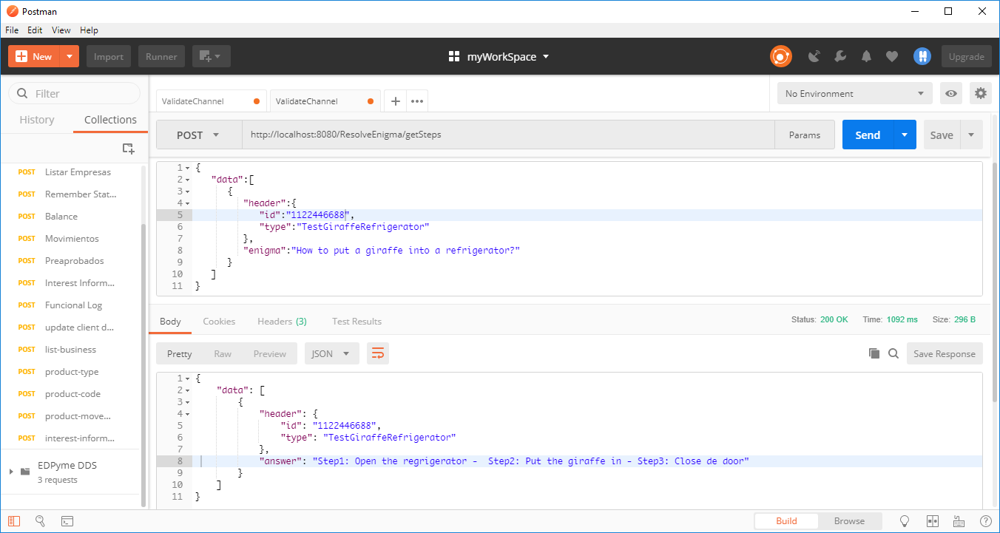 Postman
File Edit View Help
New Import Runner myWorkSpace Upgrade
Filter
History Collections
POST Listar Empresas
POST Remember Stat...
POST Balance
POST Movimientos
POST Preaprobados
POST Interest Inform...
POST Funcional Log
POST update client d...
POST list-business
POST product-type
POST product-code
POST product-move...
POST interest-inform...
EDPyme DDS
3 requests
ValidateChannel ValidateChannel No Environment
POST http://localhost:8080/ResolveEnigma/getSteps Params Send Save
1 {
2 "data":[
3 {
4 "header":{
5 "id":"1122446688",
6 "type":"TestGiraffeRefrigerator"
7 },
8 "enigma":"How to put a giraffe into a refrigerator?"
9 }
10 ]
11 }
Body Cookies Headers (3) Test Results Status: 200 OK Time: 1092 ms Size: 296 B
Pretty Raw Preview JSON Save Response
1 {
2 "data": [
3 {
4 "header": {
5 "id": "1122446688",
6 "type": "TestGiraffeRefrigerator"
7 },
8 "answer": "Step1: Open the regrigerator -  Step2: Put the giraffe in - Step3: Close de door"
9 }
10 ]
11 }
Build Browse